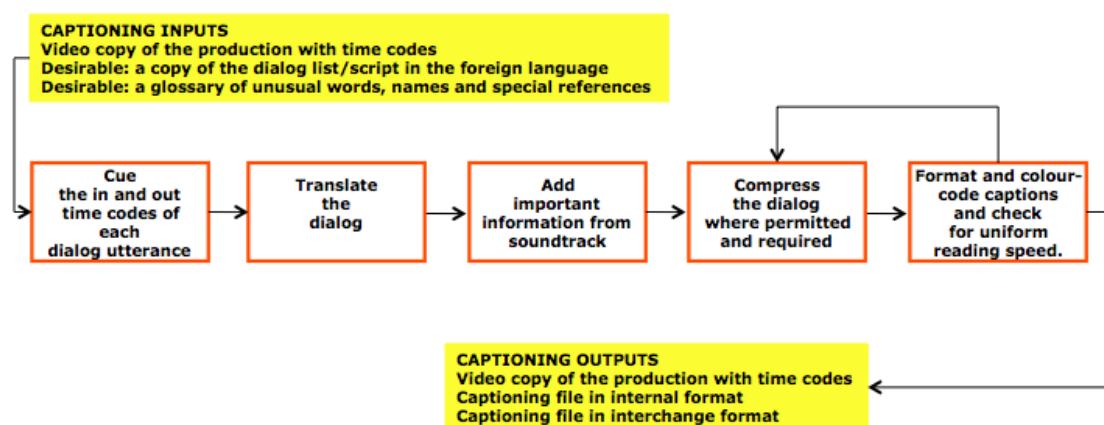 CAPTIONING INPUTS
Video copy of the production with time codes
Desirable: a copy of the dialog list/script in the foreign language
Desirable: a glossary of unusual words, names and special references
Cue
the in and out
time codes of
each
dialog utterance
Translate
the
dialog
Add
important
information from
soundtrack
Compress
the dialog
where permitted
and required
Format and colour-
code captions
and check
for uniform
reading speed.
CAPTIONING OUTPUTS
Video copy of the production with time codes
Captioning file in internal format
Captioning file in interchange format